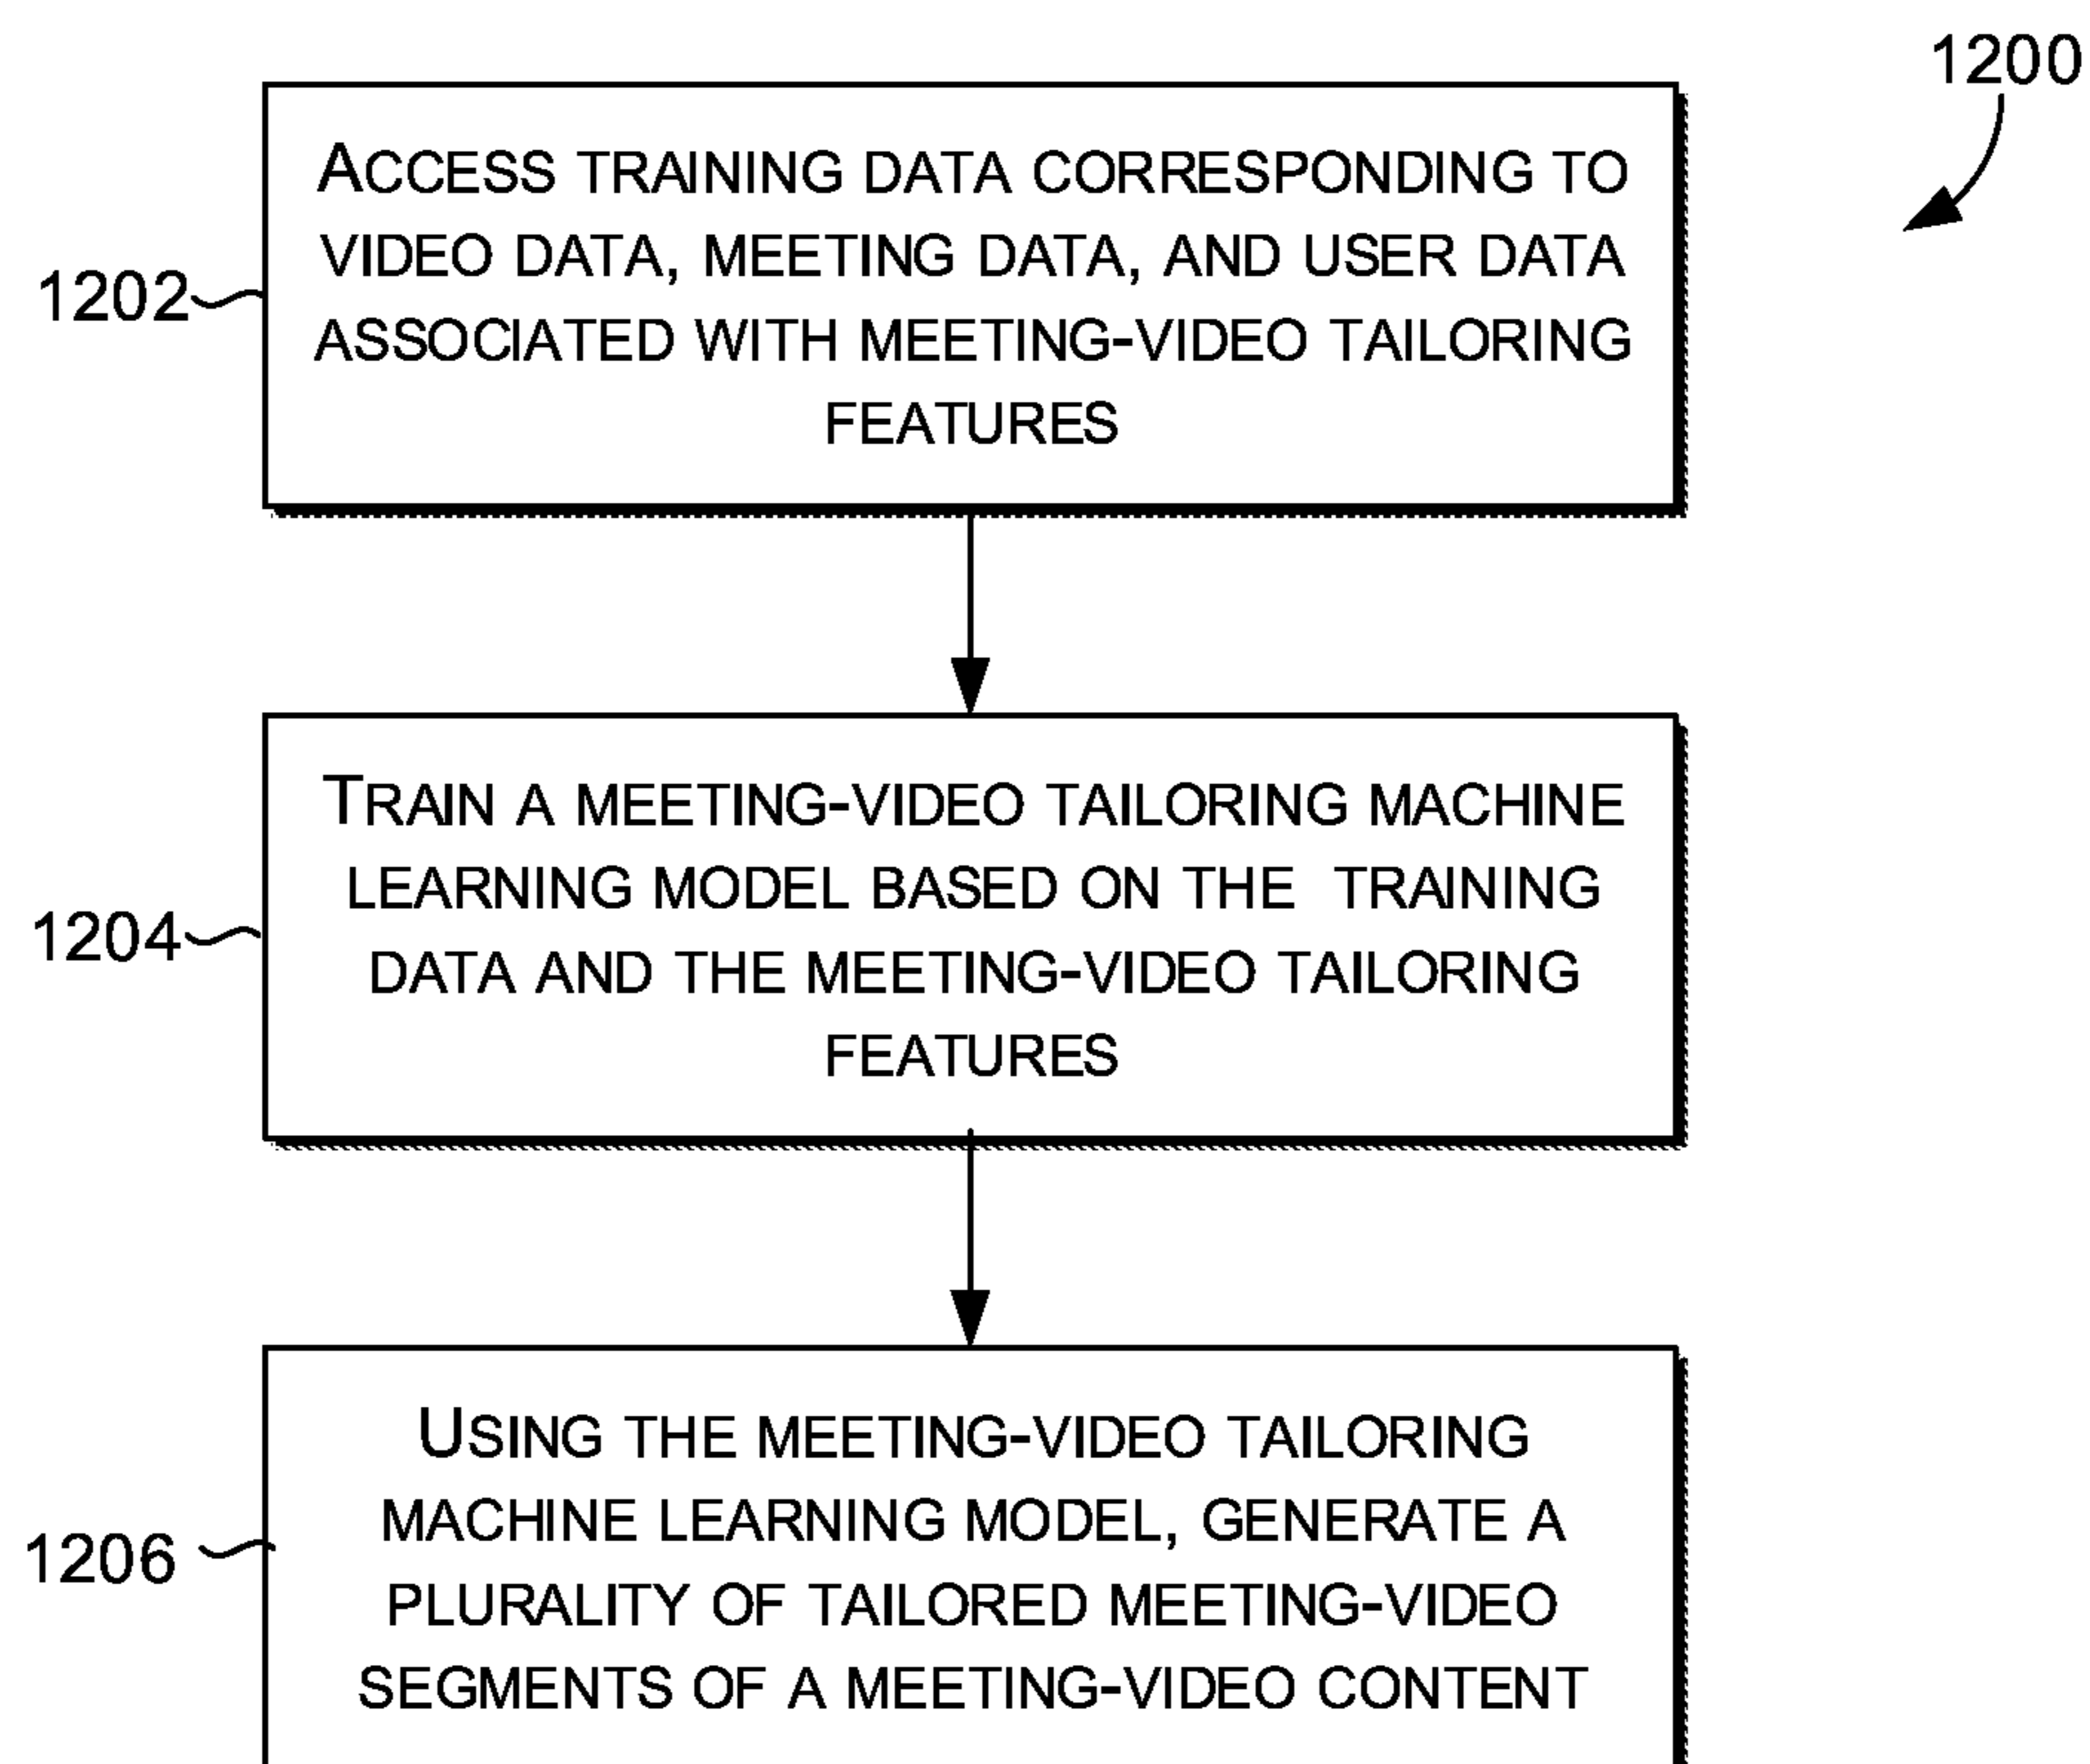 1200
ACCESS TRAINING DATA CORRESPONDING TO
VIDEO DATA, MEETING DATA, AND USER DATA
ASSOCIATED WITH MEETING-VIDEO TAILORING
FEATURES
1202
TRAIN A MEETING-VIDEO TAILORING MACHINE
LEARNING MODEL BASED ON THE TRAINING
DATA AND THE MEETING-VIDEO TAILORING
FEATURES
1204
USING THE MEETING-VIDEO TAILORING
MACHINE LEARNING MODEL, GENERATE A
PLURALITY OF TAILORED MEETING-VIDEO
SEGMENTS OF A MEETING-VIDEO CONTENT
1206